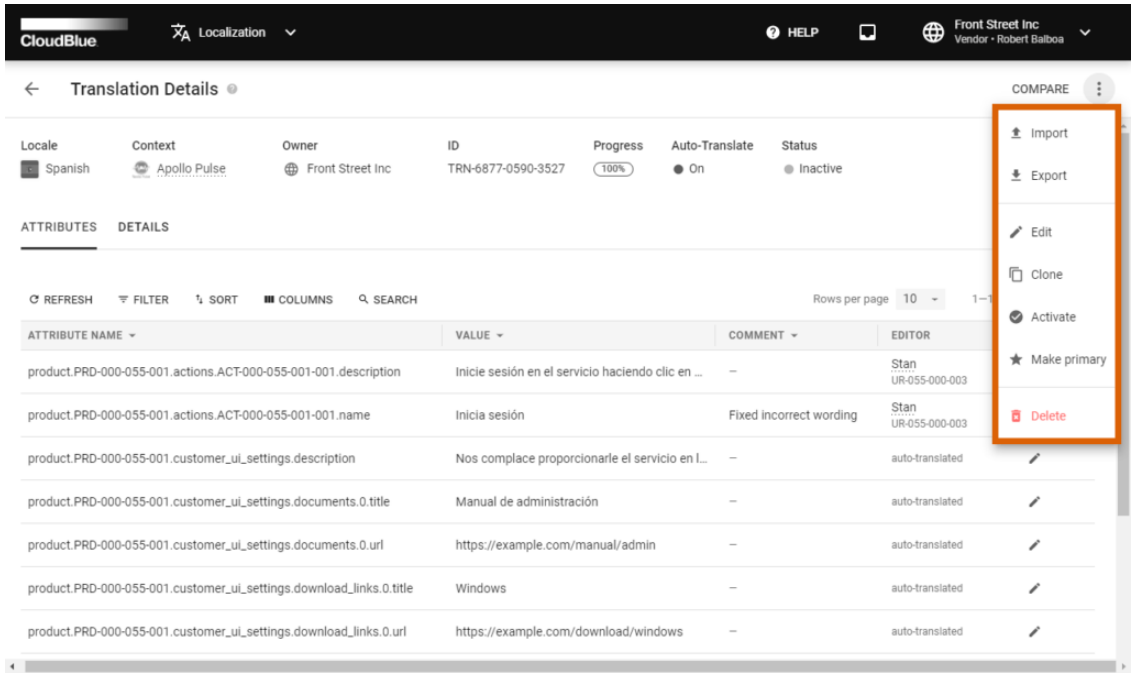 CloudBlue
Localization
HELP
Front Street Inc
Vendor • Robert Balboa
Translation Details
COMPARE
Locale Context Owner ID Progress Auto-Translate Status
Spanish Apollo Pulse Front Street Inc TRN-6877-0590-3527 100% On Inactive
Import
Export
Edit
Clone
Activate
Make primary
Delete
ATTRIBUTES DETAILS
REFRESH FILTER SORT COLUMNS SEARCH Rows per page 10 1–1
ATTRIBUTE NAME VALUE COMMENT EDITOR
product.PRD-000-055-001.actions.ACT-000-055-001-001.description Inicie sesión en el servicio haciendo clic en ... – Stan
UR-055-000-003
product.PRD-000-055-001.actions.ACT-000-055-001-001.name Inicia sesión Fixed incorrect wording Stan
UR-055-000-003
product.PRD-000-055-001.customer_ui_settings.description Nos complace proporcionarle el servicio en l... – auto-translated
product.PRD-000-055-001.customer_ui_settings.documents.0.title Manual de administración – auto-translated
product.PRD-000-055-001.customer_ui_settings.documents.0.url https://example.com/manual/admin – auto-translated
product.PRD-000-055-001.customer_ui_settings.download_links.0.title Windows – auto-translated
product.PRD-000-055-001.customer_ui_settings.download_links.0.url https://example.com/download/windows – auto-translated